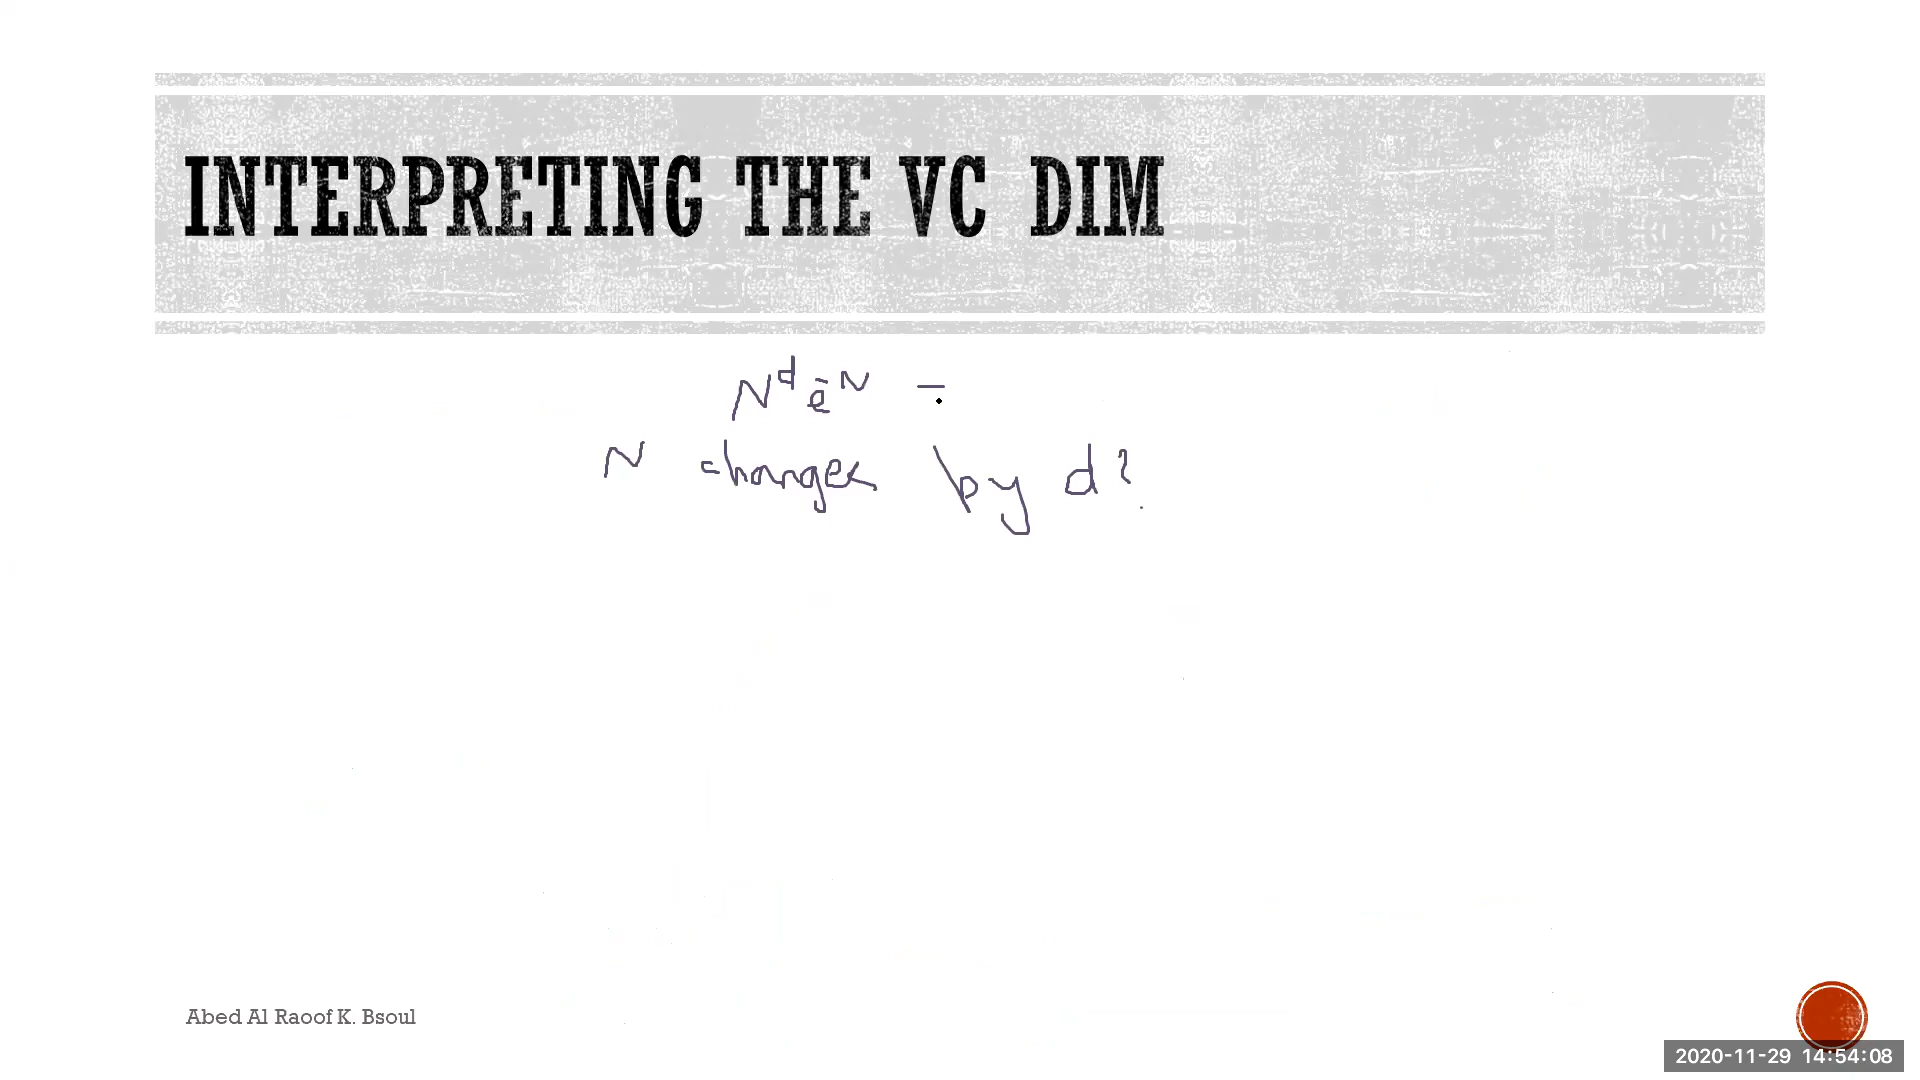 INTERPRETING THE VC DIM
N^d e^-N =
N changes by d?
Abed Al Raoof K. Bsoul
2020-11-29 14:54:08